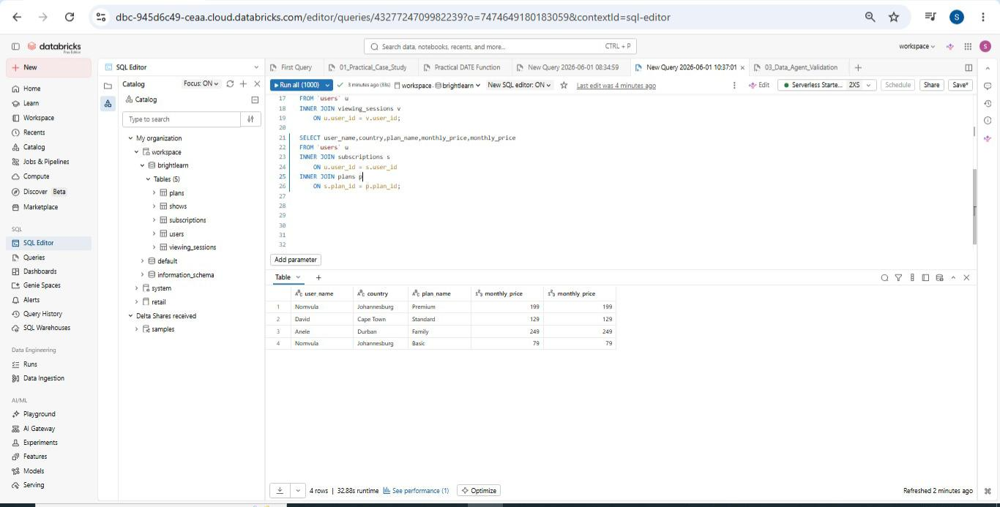 dbc-945d6c49-ceaa.cloud.databricks.com/editor/queries/4327724709982239?o=7474649180183059&contextId=sql-editor
S
databricks
Free Edition
Search data, notebooks, recents, and more...
CTRL + P
workspace
S
New
Home
Learn
Workspace
Recents
Catalog
Jobs & Pipelines
Compute
Discover Beta
Marketplace
SQL
SQL Editor
Queries
Dashboards
Genie Spaces
Alerts
Query History
SQL Warehouses
Data Engineering
Runs
Data Ingestion
AI/ML
Playground
AI Gateway
Experiments
Features
Models
Serving
SQL Editor
Catalog
Focus: ON
Catalog
Type to search
My organization
workspace
brightlearn
Tables (5)
plans
shows
subscriptions
users
viewing_sessions
default
information_schema
system
retail
Delta Shares received
samples
First Query
01_Practical_Case_Study
Practical DATE Function
New Query 2026-06-01 08:34:59
New Query 2026-06-01 10:37:01
03_Data_Agent_Validation
Run all (1000)
3 minutes ago (33s)
workspace.
brightlearn
New SQL editor: ON
Last edit was 4 minutes ago
Edit
Serverless Starte... 2XS
Schedule
Share
Save*
17 FROM `users` u
18 INNER JOIN viewing_sessions v
19 ON u.user_id = v.user_id;
20
21 SELECT user_name,country,plan_name,monthly_price,monthly_price
22 FROM `users` u
23 INNER JOIN subscriptions s
24 ON u.user_id = s.user_id
25 INNER JOIN plans p
26 ON s.plan_id = p.plan_id;
27
28
29
30
31
32
Add parameter
Table
user_name country plan_name monthly_price monthly_price
1 Nomvula Johannesburg Premium 199 199
2 David Cape Town Standard 129 129
3 Anele Durban Family 249 249
4 Nomvula Johannesburg Basic 79 79
4 rows | 32.88s runtime
See performance (1)
Optimize
Refreshed 2 minutes ago